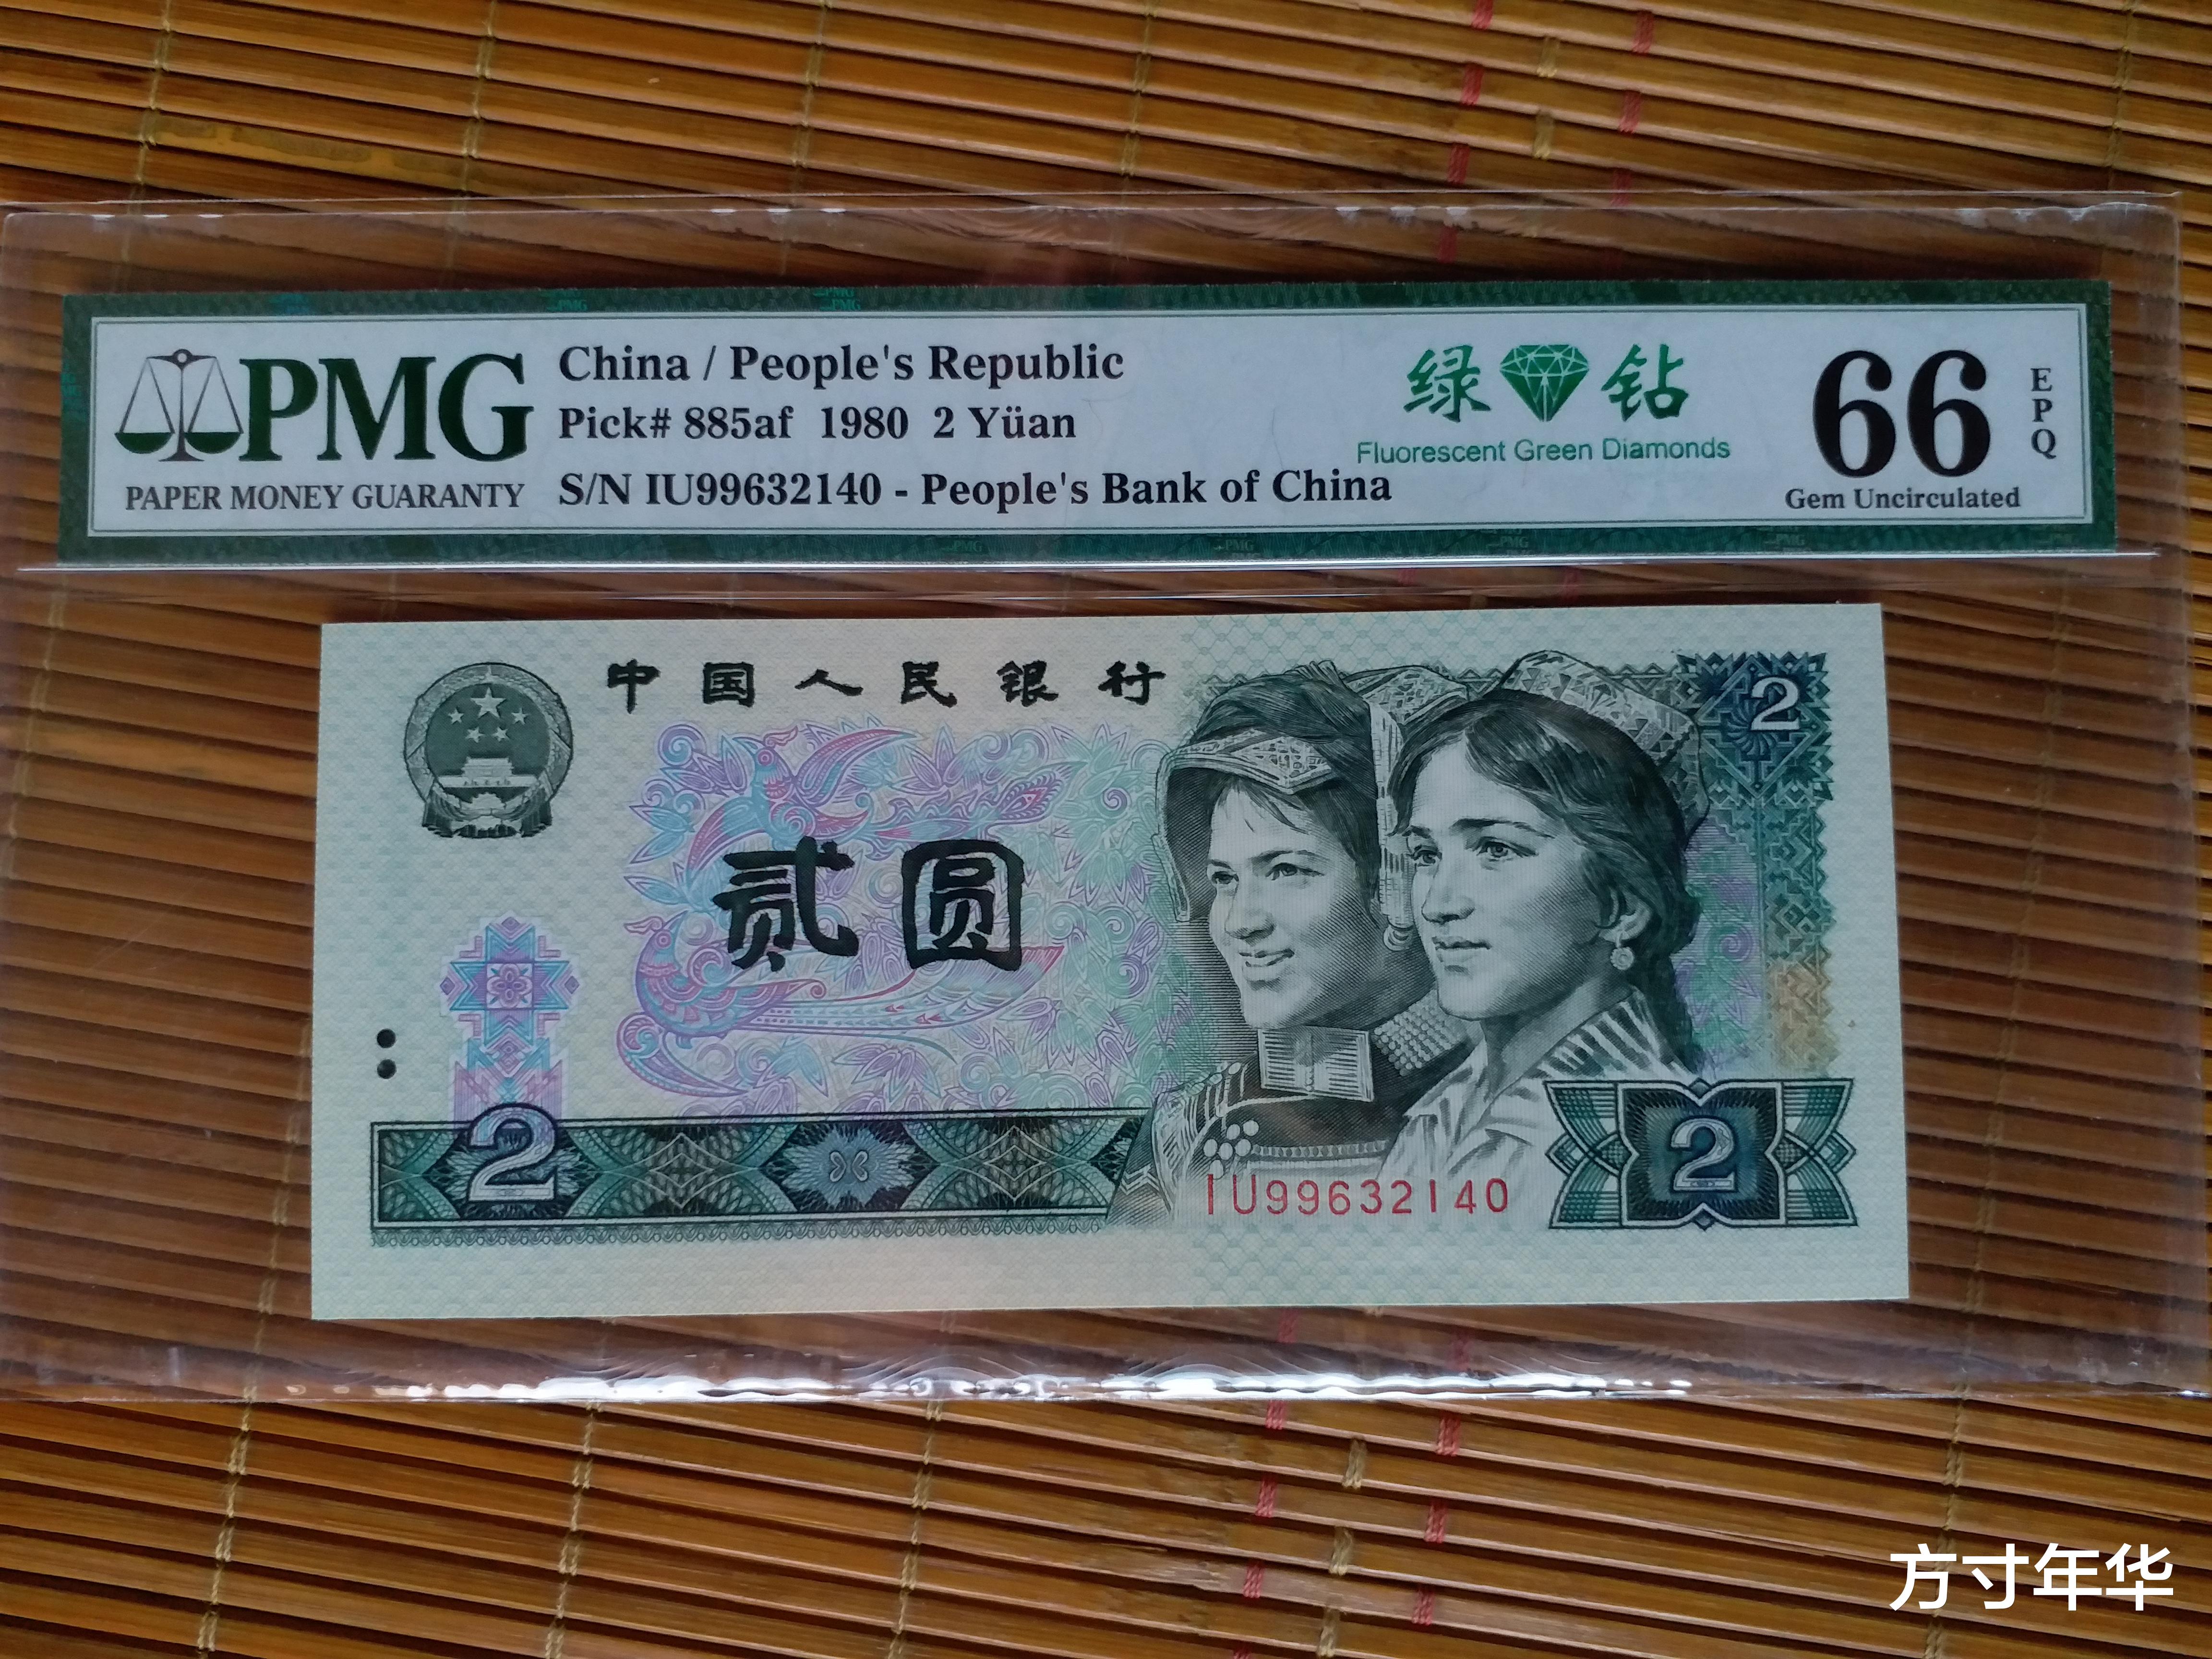 PMG
PAPER MONEY GUARANTY
China / People's Republic
Pick# 885af 1980 2 Yüan
S/N IU99632140 - People's Bank of China
绿钻
Fluorescent Green Diamonds
66
EPQ
Gem Uncirculated
中国人民银行
2
贰圆
2
IU99632140
2
方寸年华